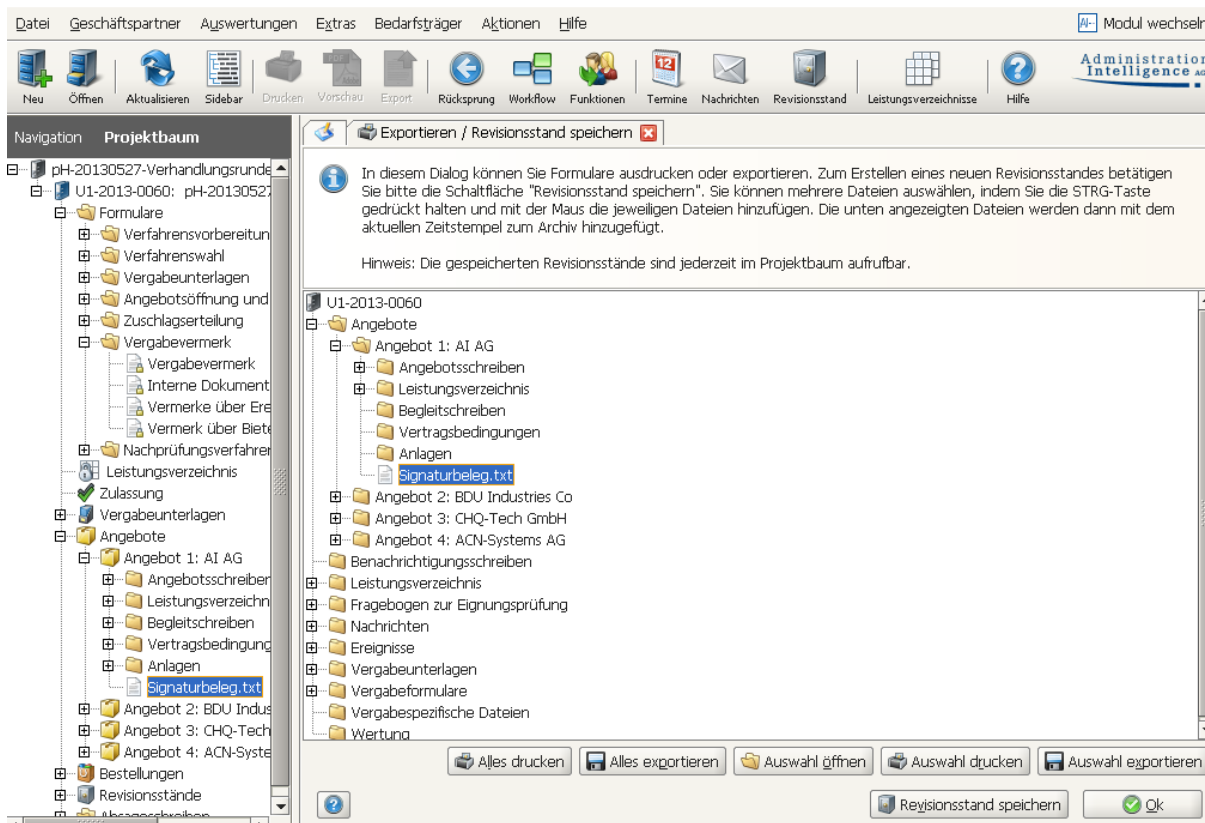 Datei Geschäftspartner Auswertungen Extras Bedarfsträger Aktionen Hilfe
AI Modul wechseln
Neu Öffnen Aktualisieren Sidebar Drucken Vorschau Export Rücksprung Workflow Funktionen Termine Nachrichten Revisionsstand Leistungsverzeichnisse Hilfe
PDF
12
Administration
Intelligence AG
Navigation Projektbaum
pH-20130527-Verhandlungsrunde
U1-2013-0060: pH-20130527
Formulare
Verfahrensvorbereitun
Verfahrenswahl
Vergabeunterlagen
Angebotsöffnung und
Zuschlagserteilung
Vergabevermerk
Vergabevermerk
Interne Dokument
Vermerke über Ere
Vermerk über Biete
Nachprüfungsverfahrer
Leistungsverzeichnis
Zulassung
Vergabeunterlagen
Angebote
Angebot 1: AI AG
Angebotsschreiber
Leistungsverzeichn
Begleitschreiben
Vertragsbedingung
Anlagen
Signaturbeleg.txt
Angebot 2: BDU Indus
Angebot 3: CHQ-Tech
Angebot 4: ACN-Syste
Bestellungen
Revisionsstände
Absageschreiben
Exportieren / Revisionsstand speichern
In diesem Dialog können Sie Formulare ausdrucken oder exportieren. Zum Erstellen eines neuen Revisionsstandes betätigen
Sie bitte die Schaltfläche "Revisionsstand speichern". Sie können mehrere Dateien auswählen, indem Sie die STRG-Taste
gedrückt halten und mit der Maus die jeweiligen Dateien hinzufügen. Die unten angezeigten Dateien werden dann mit dem
aktuellen Zeitstempel zum Archiv hinzugefügt.
Hinweis: Die gespeicherten Revisionsstände sind jederzeit im Projektbaum aufrufbar.
U1-2013-0060
Angebote
Angebot 1: AI AG
Angebotsschreiben
Leistungsverzeichnis
Begleitschreiben
Vertragsbedingungen
Anlagen
Signaturbeleg.txt
Angebot 2: BDU Industries Co
Angebot 3: CHQ-Tech GmbH
Angebot 4: ACN-Systems AG
Benachrichtigungsschreiben
Leistungsverzeichnis
Fragebogen zur Eignungsprüfung
Nachrichten
Ereignisse
Vergabeunterlagen
Vergabeformulare
Vergabespezifische Dateien
Wertung
Alles drucken Alles exportieren Auswahl öffnen Auswahl drucken Auswahl exportieren
Revisionsstand speichern Ok